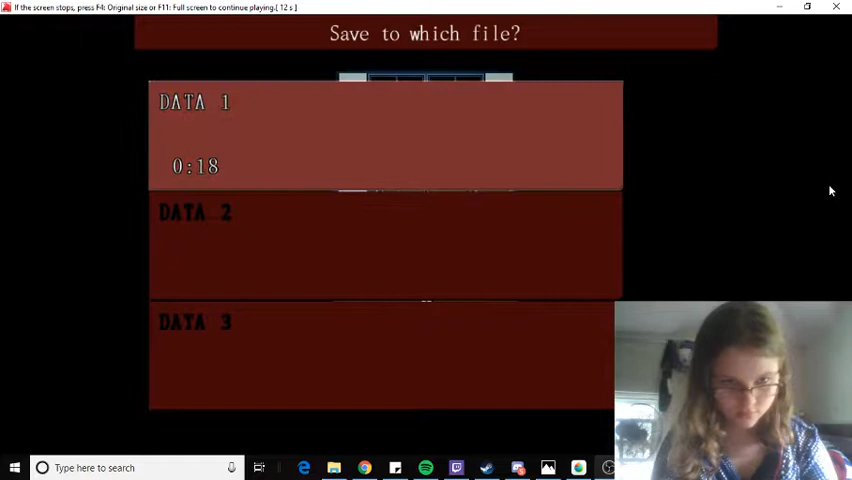 If the screen stops, press F4: Original size or F11: Full screen to continue playing.[ 12 s ]
Save to which file?
DATA 1
0:18
DATA 2
DATA 3
Type here to search